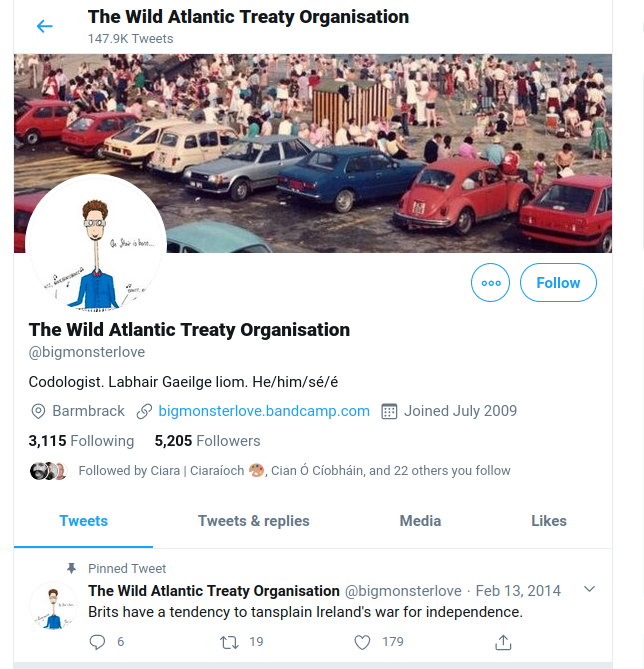 The Wild Atlantic Treaty Organisation
147.9K Tweets
Follow
The Wild Atlantic Treaty Organisation
@bigmonsterlove
Codologist. Labhair Gaeilge liom. He/him/sé/é
Barmbrack bigmonsterlove.bandcamp.com Joined July 2009
3,115 Following 5,205 Followers
Followed by Ciara | Ciaraíoch 🎨, Cian Ó Cíobháin, and 22 others you follow
Tweets Tweets & replies Media Likes
Pinned Tweet
The Wild Atlantic Treaty Organisation @bigmonsterlove · Feb 13, 2014
Brits have a tendency to tansplain Ireland's war for independence.
6 19 179